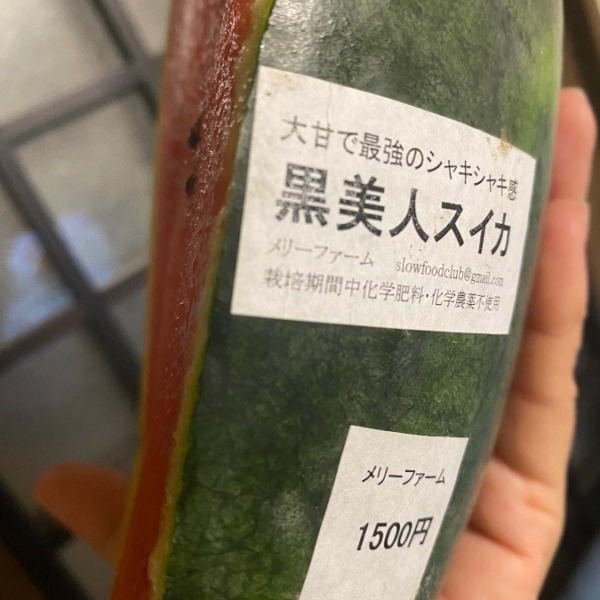 大甘で最強のシャキシャキ感
黒美人スイカ
メリーファーム slowfoodclub@gmail.com
栽培期間中化学肥料・化学農薬不使用
メリーファーム
1500円